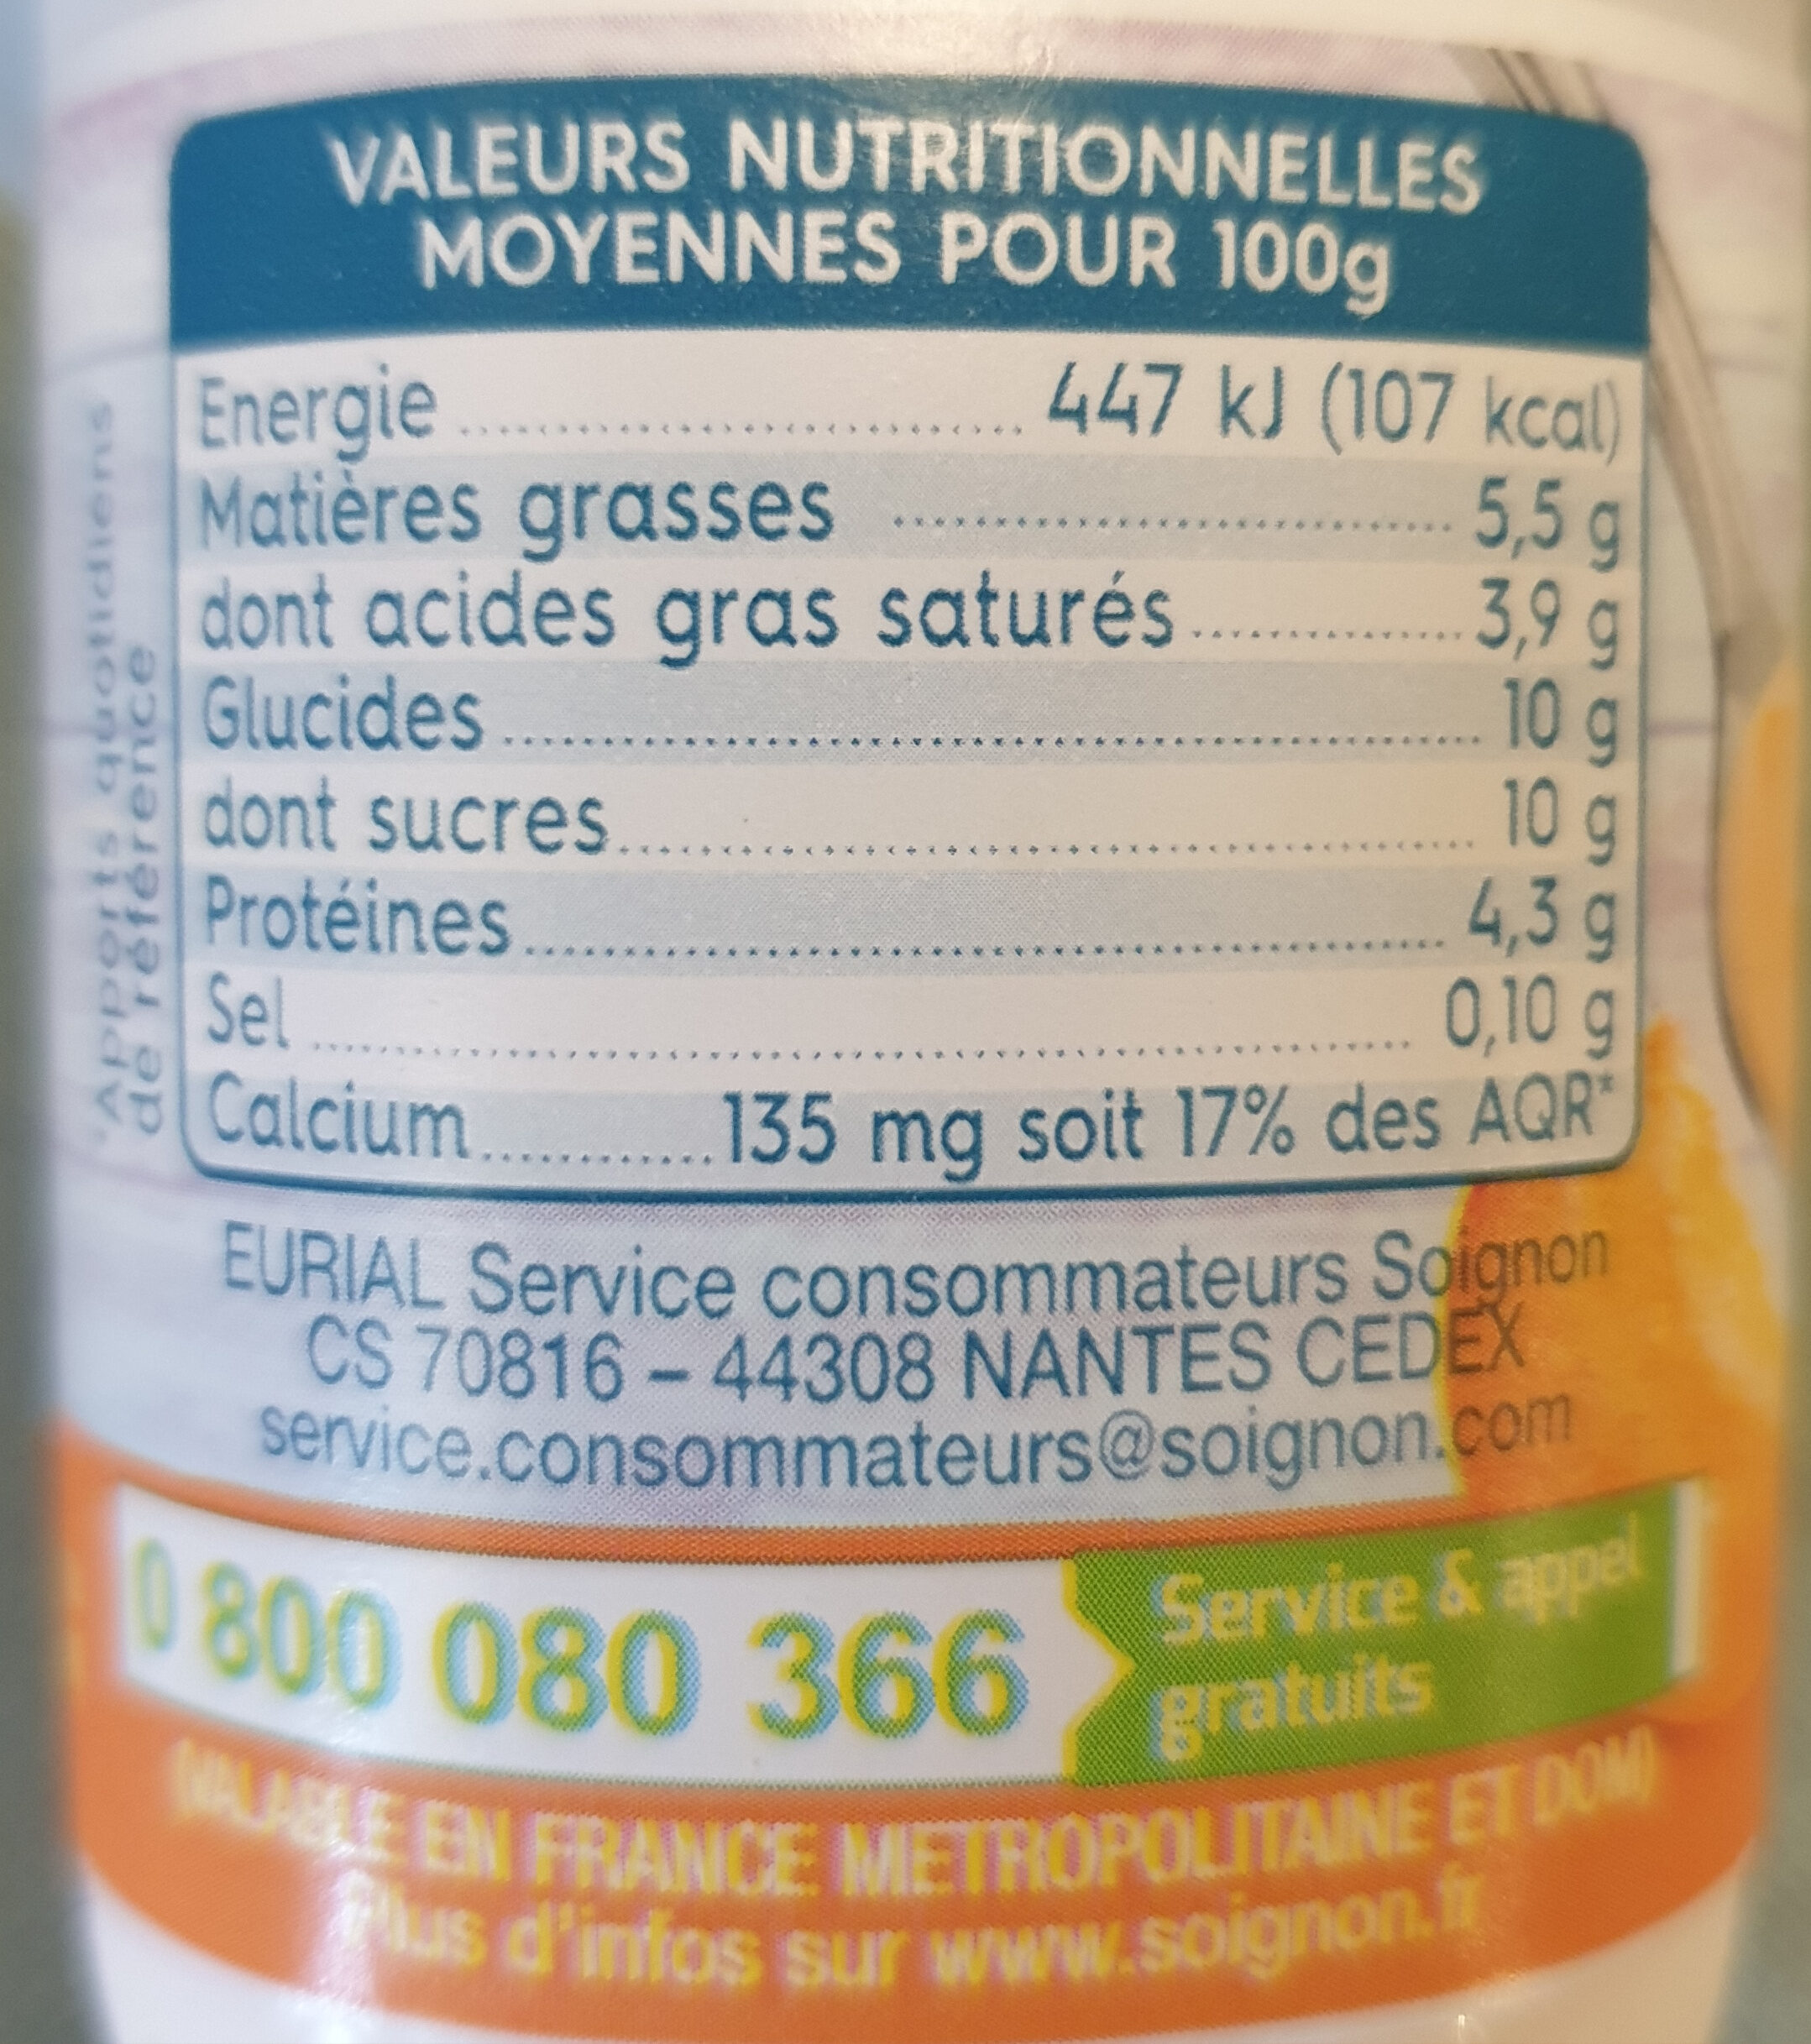 VALEURS NUTRITIONNELLES
MOYENNES POUR 100g
Energie .................... 447 kJ (107 kcal)
Matières grasses .................... 5,5 g
dont acides gras saturés .................... 3,9 g
Glucides .................... 10 g
dont sucres .................... 10 g
Protéines .................... 4,3 g
Sel .................... 0,10 g
Calcium ............ 135 mg soit 17% des AQR*
*Apports quotidiens
de référence
EURIAL Service consommateurs Soignon
CS 70816 – 44308 NANTES CEDEX
service.consommateurs@soignon.com
0 800 080 366
Service & appel
gratuits
(VALABLE EN FRANCE METROPOLITAINE ET DOM)
Plus d'infos sur www.soignon.fr